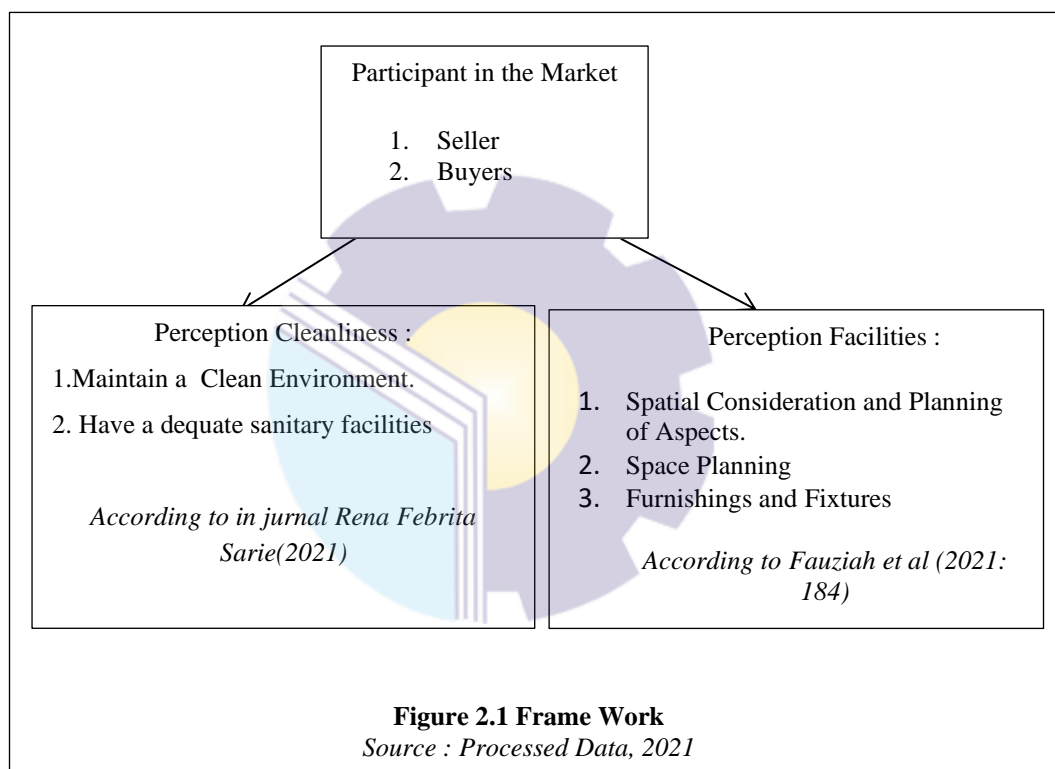 Participant in the Market
1. Seller
2. Buyers
Perception Cleanliness :
1.Maintain a Clean Environment.
2. Have a dequate sanitary facilities
According to in jurnal Rena Febrita
Sarie(2021)
Perception Facilities :
1. Spatial Consideration and Planning
of Aspects.
2. Space Planning
3. Furnishings and Fixtures
According to Fauziah et al (2021:
184)
Figure 2.1 Frame Work
Source : Processed Data, 2021